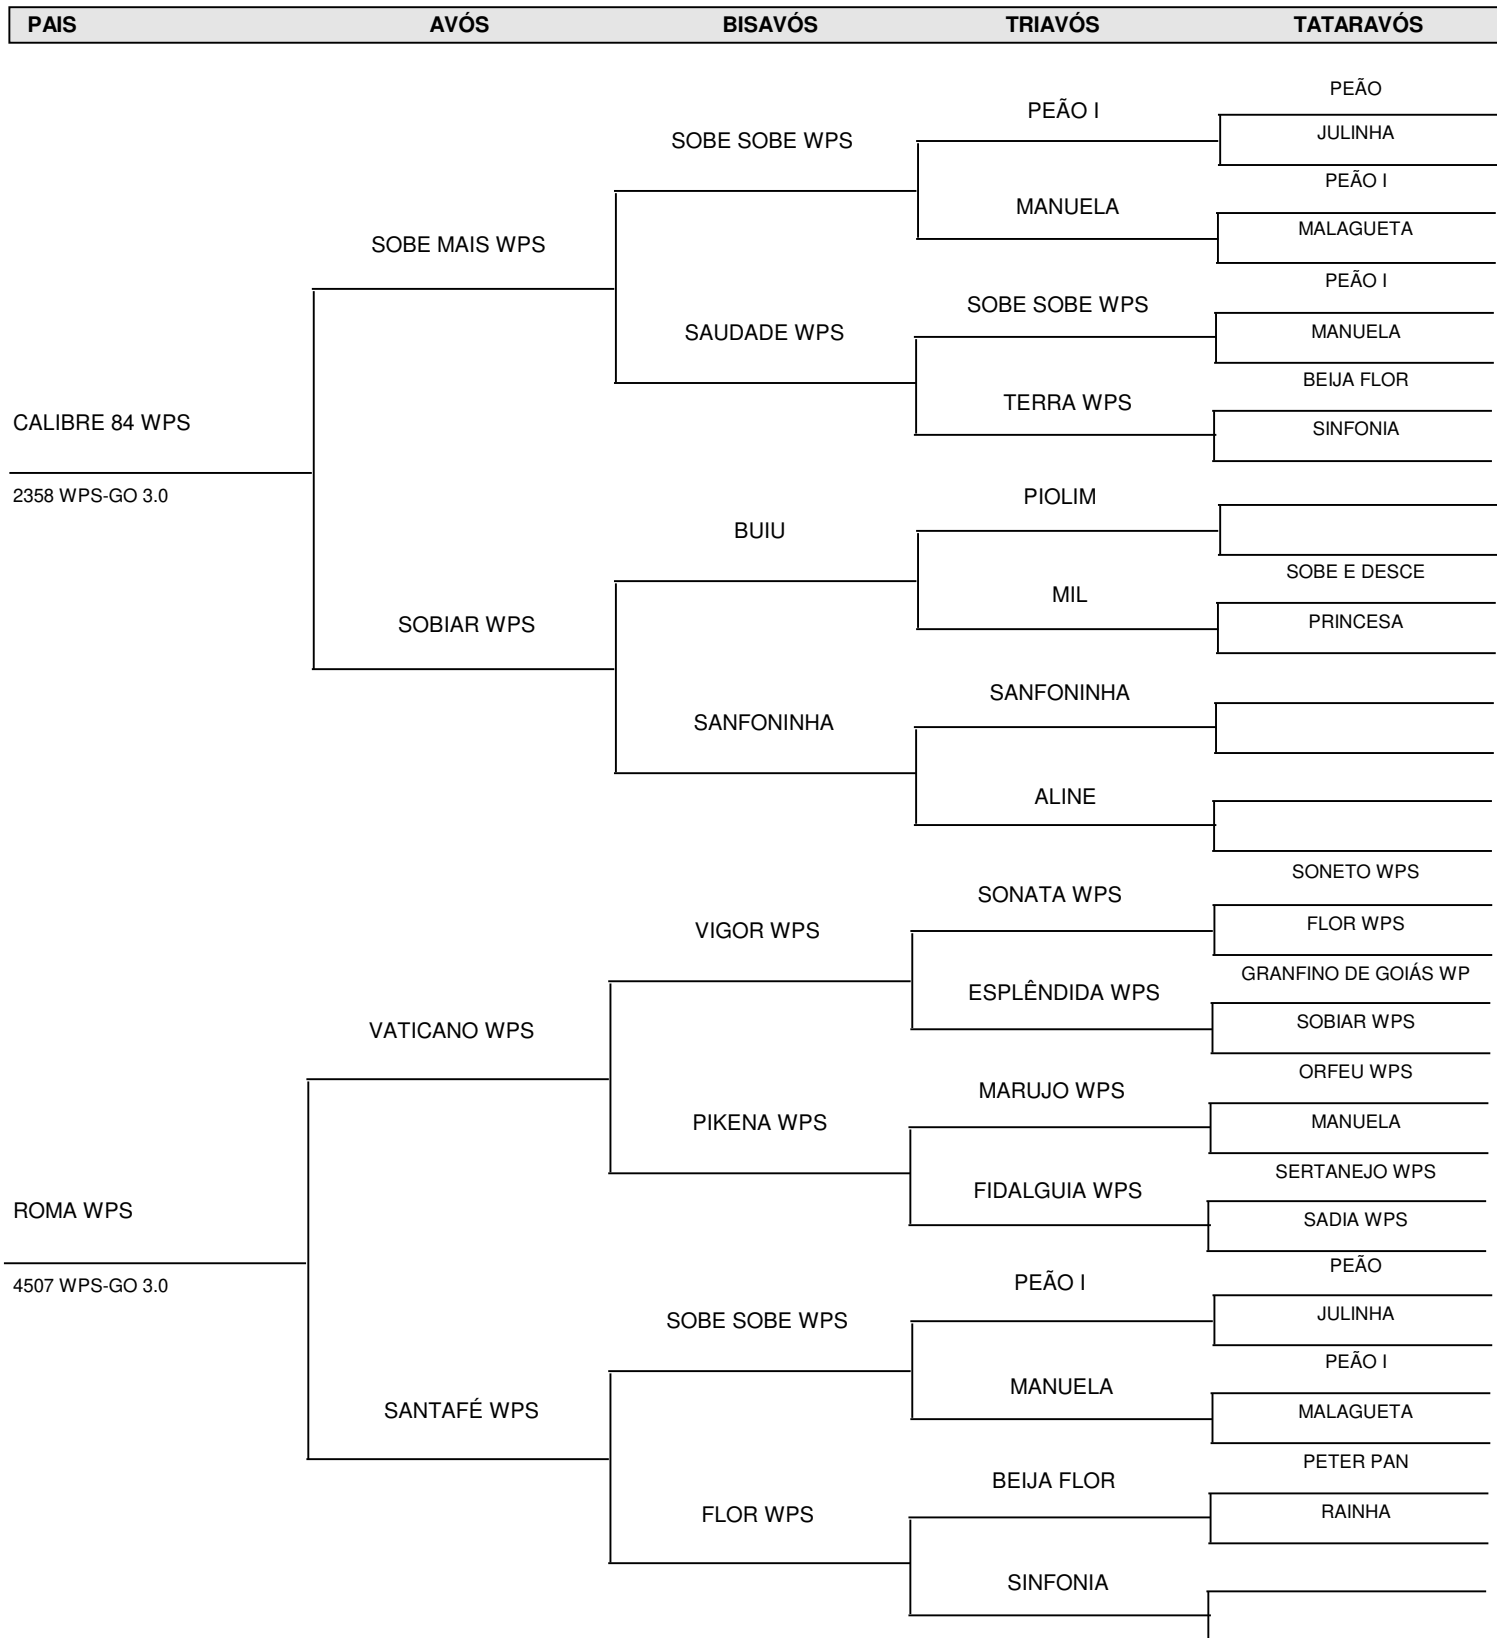 PAIS AVÓS BISAVÓS TRIAVÓS TATARAVÓS
PEÃO
PEÃO I
JULINHA
SOBE SOBE WPS
PEÃO I
MANUELA
MALAGUETA
SOBE MAIS WPS
PEÃO I
SOBE SOBE WPS
SAUDADE WPS
MANUELA
BEIJA FLOR
TERRA WPS
CALIBRE 84 WPS
SINFONIA
2358 WPS-GO 3.0
PIOLIM
BUIU
SOBE E DESCE
MIL
SOBIAR WPS
PRINCESA
SANFONINHA
SANFONINHA
ALINE
SONETO WPS
SONATA WPS
VIGOR WPS
FLOR WPS
GRANFINO DE GOIÁS WP
ESPLÊNDIDA WPS
VATICANO WPS
SOBIAR WPS
ORFEU WPS
MARUJO WPS
PIKENA WPS
MANUELA
SERTANEJO WPS
FIDALGUIA WPS
ROMA WPS
SADIA WPS
PEÃO
4507 WPS-GO 3.0
PEÃO I
SOBE SOBE WPS
JULINHA
PEÃO I
MANUELA
SANTAFÉ WPS
MALAGUETA
PETER PAN
BEIJA FLOR
FLOR WPS
RAINHA
SINFONIA